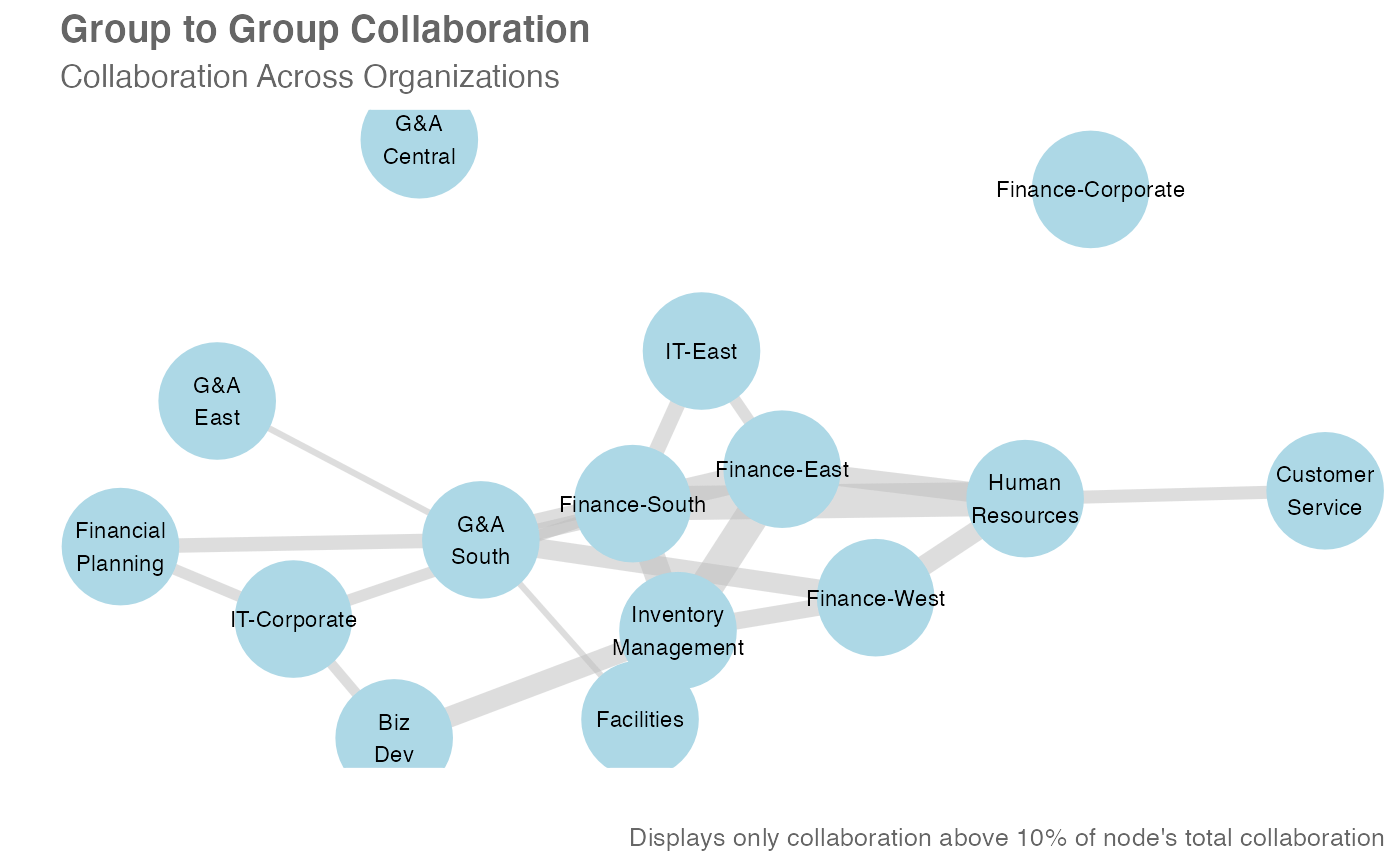 Group to Group Collaboration
Collaboration Across Organizations
G&A
Central
Finance-Corporate
IT-East
G&A
East
Finance-East
Finance-South
Human
Resources
Customer
Service
G&A
South
Financial
Planning
IT-Corporate
Finance-West
Inventory
Management
Biz
Dev
Facilities
Displays only collaboration above 10% of node's total collaboration